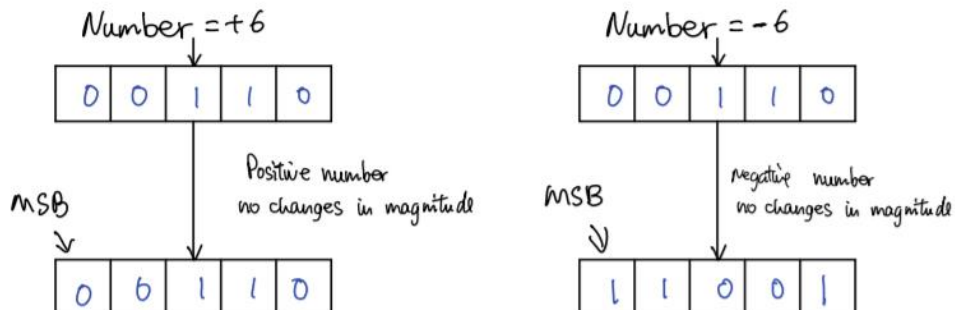 Number = +6
0 0 1 1 0
Positive number
no changes in magnitude
MSB
0 0 1 1 0
Number = -6
0 0 1 1 0
negative number
no changes in magnitude
MSB
1 1 0 0 1